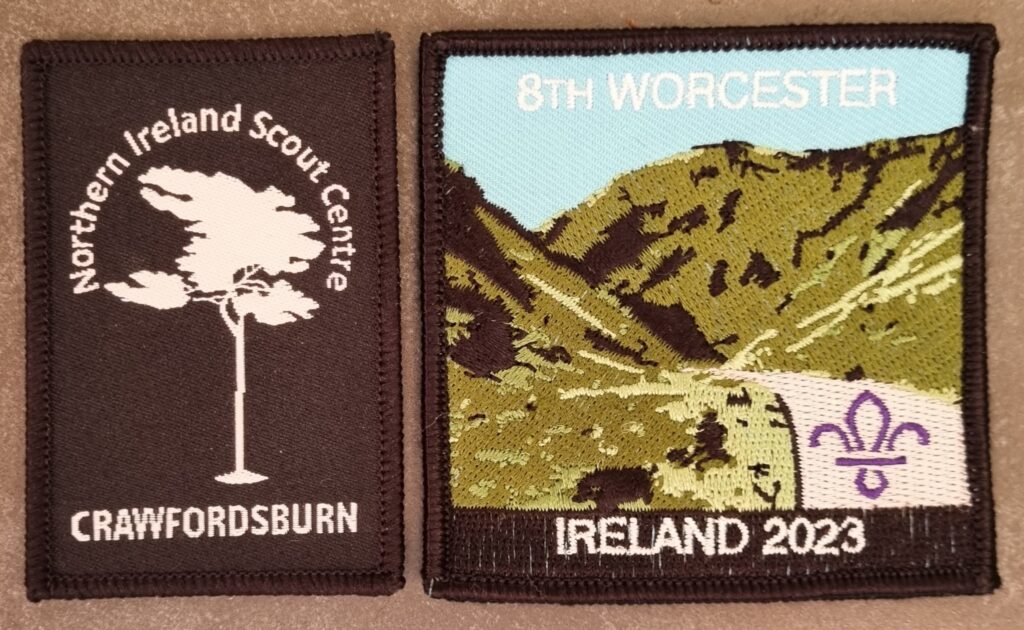 Northern Ireland Scout Centre
CRAWFORDSBURN
8TH WORCESTER
IRELAND 2023